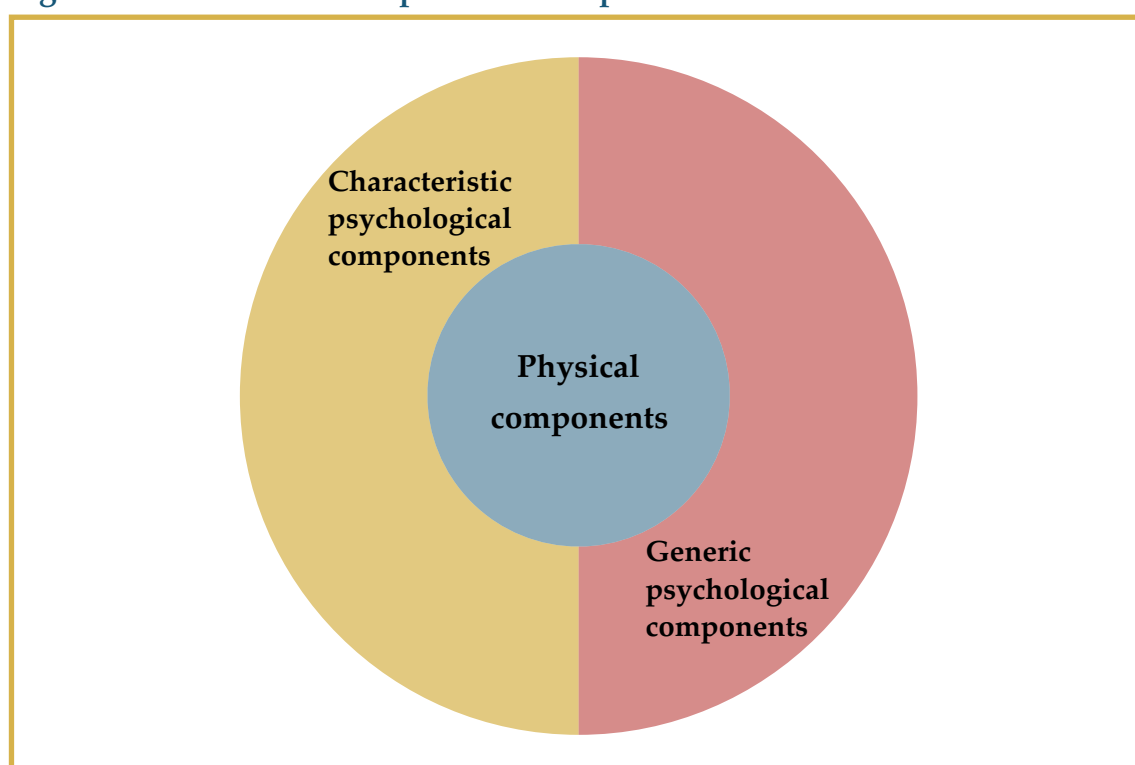 Characteristic
psychological
components
Physical
components
Generic
psychological
components